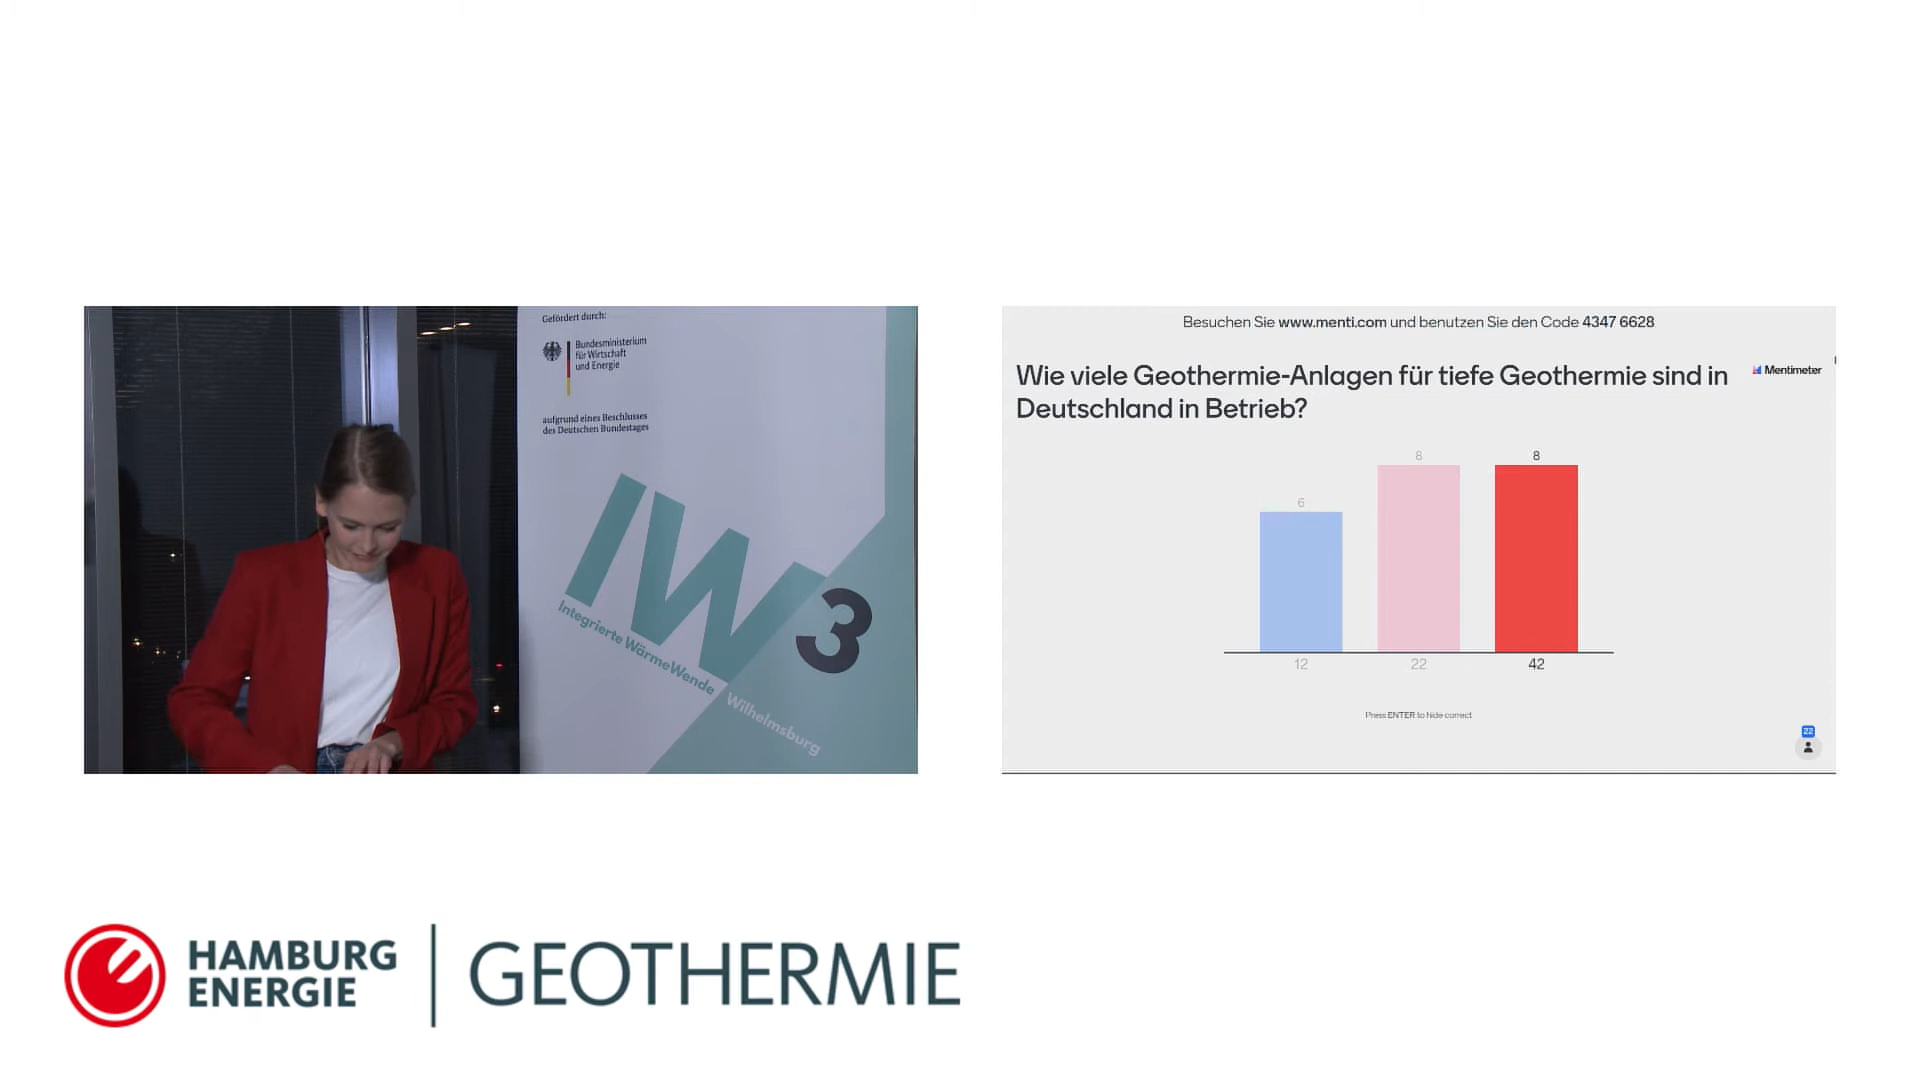 Gefördert durch:
Bundesministerium
für Wirtschaft
und Energie
aufgrund eines Beschlusses
des Deutschen Bundestages
IW3
Integrierte WärmeWende Wilhelmsburg
Besuchen Sie www.menti.com und benutzen Sie den Code 4347 6628
Wie viele Geothermie-Anlagen für tiefe Geothermie sind in
Deutschland in Betrieb?
Mentimeter
6 8 8
12 22 42
Press ENTER to hide correct
22
HAMBURG
ENERGIE
GEOTHERMIE